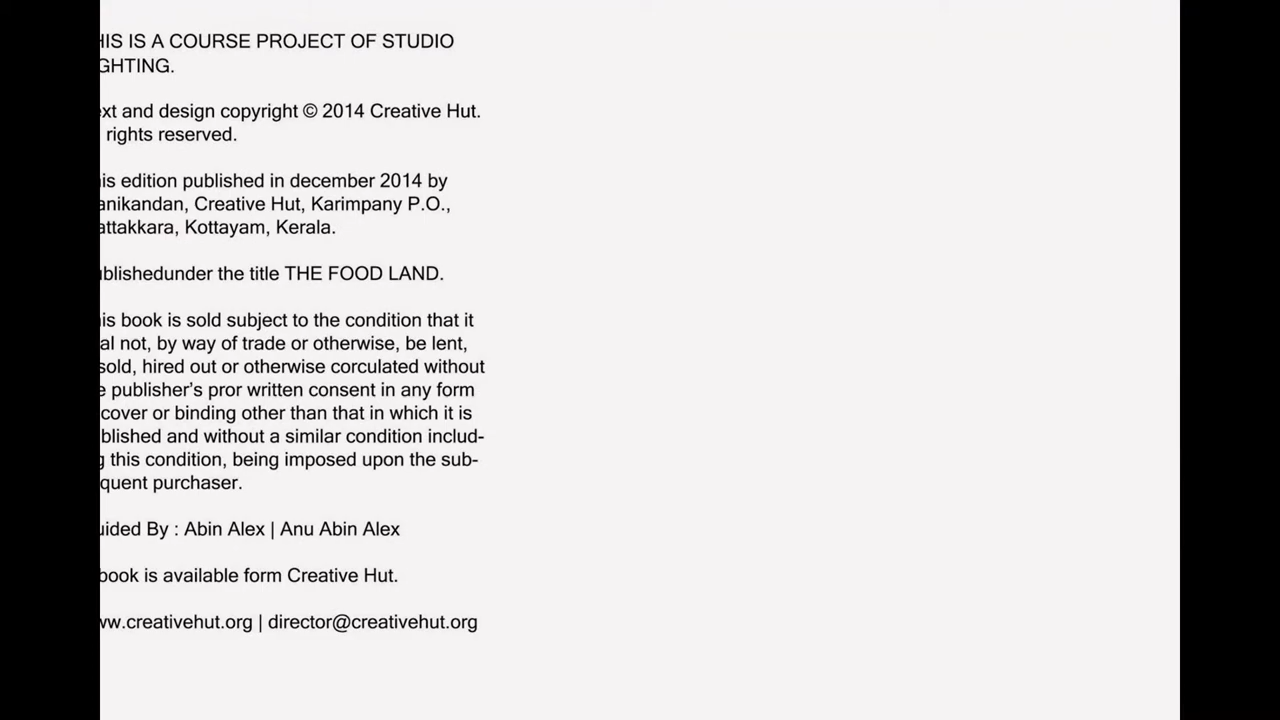 HIS IS A COURSE PROJECT OF STUDIO
GHTING.
ext and design copyright © 2014 Creative Hut.
rights reserved.
is edition published in december 2014 by
anikandan, Creative Hut, Karimpany P.O.,
attakkara, Kottayam, Kerala.
ublishedunder the title THE FOOD LAND.
is book is sold subject to the condition that it
al not, by way of trade or otherwise, be lent,
sold, hired out or otherwise corculated without
e publisher's pror written consent in any form
cover or binding other than that in which it is
blished and without a similar condition includ-
g this condition, being imposed upon the sub-
quent purchaser.
uided By : Abin Alex | Anu Abin Alex
book is available form Creative Hut.
ww.creativehut.org | director@creativehut.org